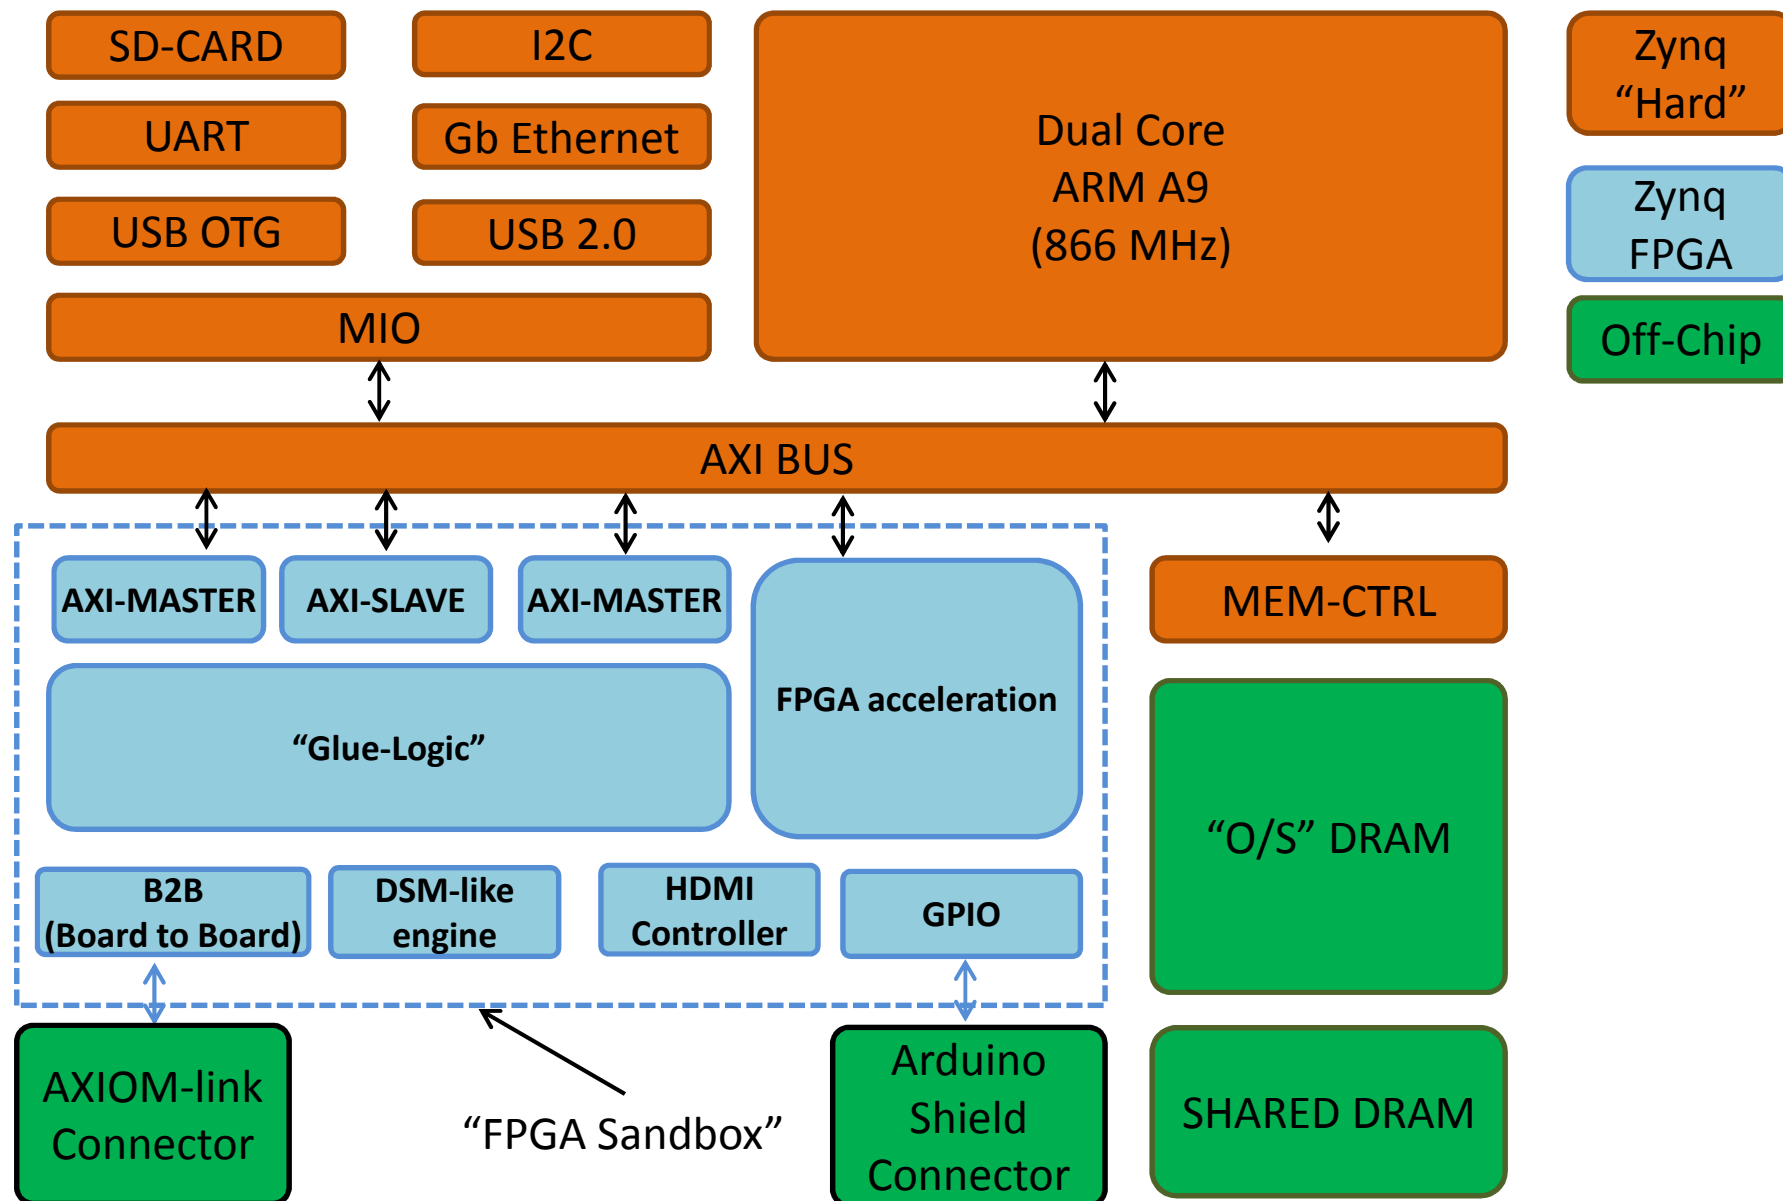 SD-CARD
I2C
UART
Gb Ethernet
USB OTG
USB 2.0
MIO
Dual Core
ARM A9
(866 MHz)
Zynq
“Hard”
Zynq
FPGA
Off-Chip
AXI BUS
AXI-MASTER
AXI-SLAVE
AXI-MASTER
FPGA acceleration
“Glue-Logic”
B2B
(Board to Board)
DSM-like
engine
HDMI
Controller
GPIO
MEM-CTRL
“O/S” DRAM
SHARED DRAM
AXIOM-link
Connector
“FPGA Sandbox”
Arduino
Shield
Connector